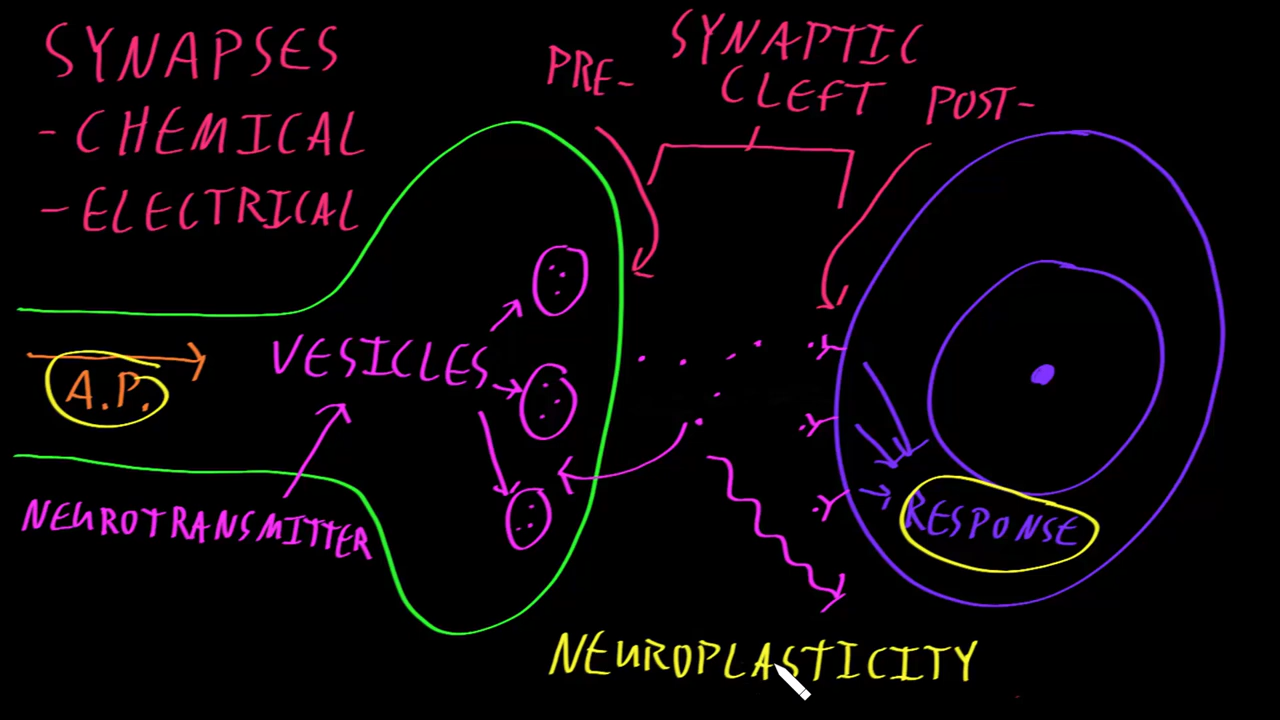 SYNAPSES
- CHEMICAL
- ELECTRICAL
PRE-
SYNAPTIC
CLEFT
POST-
A.P.
VESICLES
NEUROTRANSMITTER
RESPONSE
NEUROPLASTICITY